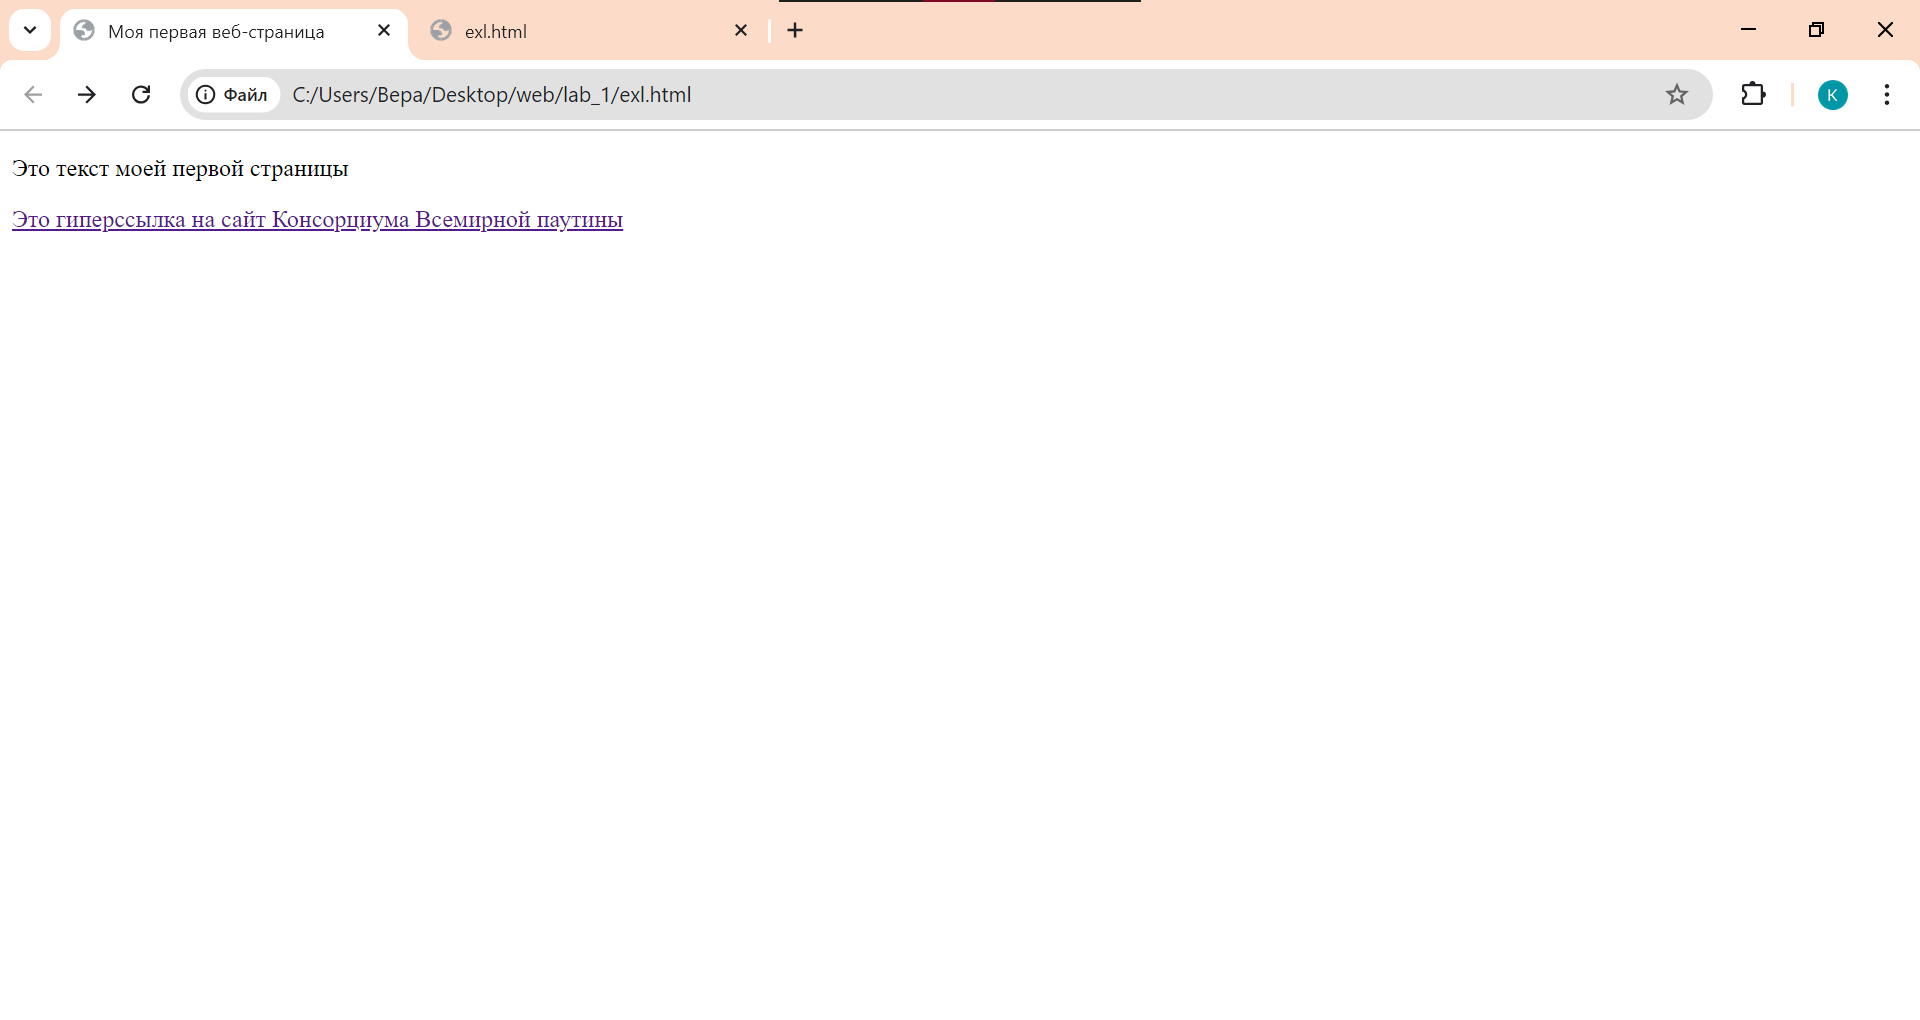 Моя первая веб-страница
exl.html
Файл
C:/Users/Вера/Desktop/web/lab_1/exl.html
K
Это текст моей первой страницы
Это гиперссылка на сайт Консорциума Всемирной паутины